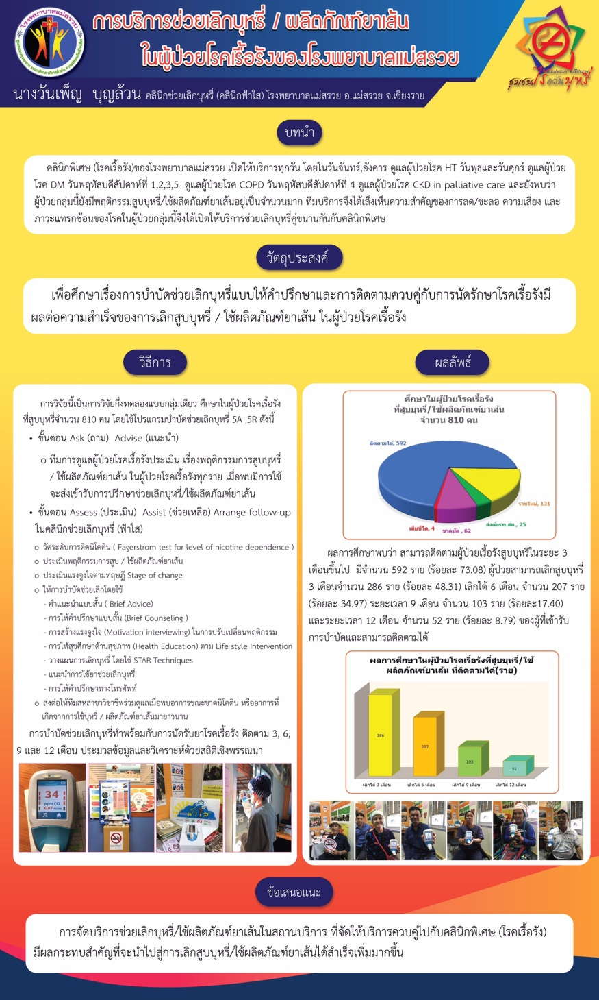 โรงพยาบาลแม่สรวย
การบริการช่วยเลิกบุหรี่ / ผลิตภัณฑ์ยาเส้น
ในผู้ป่วยโรคเรื้อรังของโรงพยาบาลแม่สรวย
อ.แม่สรวย จ.เชียงราย
ชุมชนไร้ควันบุหรี่
นางวันเพ็ญ บุญล้วน คลินิกช่วยเลิกบุหรี่ (คลินิกฟ้าใส) โรงพยาบาลแม่สรวย อ.แม่สรวย จ.เชียงราย
บทนำ
คลินิกพิเศษ (โรคเรื้อรัง)ของโรงพยาบาลแม่สรวย เปิดให้บริการทุกวัน โดยในวันจันทร์,อังคาร ดูแลผู้ป่วยโรค HT วันพุธและวันศุกร์ ดูแลผู้ป่วย
โรค DM วันพฤหัสบดีสัปดาห์ที่ 1,2,3,5 ดูแลผู้ป่วยโรค COPD วันพฤหัสบดีสัปดาห์ที่ 4 ดูแลผู้ป่วยโรค CKD in palliative care และยังพบว่า
ผู้ป่วยกลุ่มนี้ยังมีพฤติกรรมสูบบุหรี่/ใช้ผลิตภัณฑ์ยาเส้นอยู่เป็นจำนวนมาก ทีมบริการจึงได้เล็งเห็นความสำคัญของการลด/ชะลอ ความเสี่ยง และ
ภาวะแทรกซ้อนของโรคในผู้ป่วยกลุ่มนี้จึงได้เปิดให้บริการช่วยเลิกบุหรี่คู่ขนานกันกับคลินิกพิเศษ
วัตถุประสงค์
เพื่อศึกษาเรื่องการบำบัดช่วยเลิกบุหรี่แบบให้คำปรึกษาและการติดตามควบคู่กับการนัดรักษาโรคเรื้อรังมี
ผลต่อความสำเร็จของการเลิกสูบบุหรี่ / ใช้ผลิตภัณฑ์ยาเส้น ในผู้ป่วยโรคเรื้อรัง
วิธีการ
การวิจัยนี้เป็นการวิจัยกึ่งทดลองแบบกลุ่มเดียว ศึกษาในผู้ป่วยโรคเรื้อรัง
ที่สูบบุหรี่จำนวน 810 คน โดยใช้โปรแกรมบำบัดช่วยเลิกบุหรี่ 5A ,5R ดังนี้
• ขั้นตอน Ask (ถาม) Advise (แนะนำ)
o ทีมการดูแลผู้ป่วยโรคเรื้อรังประเมิน เรื่องพฤติกรรมการสูบบุหรี่
/ ใช้ผลิตภัณฑ์ยาเส้น ในผู้ป่วยโรคเรื้อรังทุกราย เมื่อพบมีการใช้
จะส่งเข้ารับการปรึกษาช่วยเลิกบุหรี่/ใช้ผลิตภัณฑ์ยาเส้น
• ขั้นตอน Assess (ประเมิน) Assist (ช่วยเหลือ) Arrange follow-up
ในคลินิกช่วยเลิกบุหรี่ (ฟ้าใส)
o วัดระดับการติดนิโคติน ( Fagerstrom test for level of nicotine dependence )
o ประเมินพฤติกรรมการสูบ / ใช้ผลิตภัณฑ์ยาเส้น
o ประเมินแรงจูงใจตามทฤษฎี Stage of change
o ให้การบำบัดช่วยเลิกโดยใช้
- คำแนะนำแบบสั้น ( Brief Advice)
- การให้คำปรึกษาแบบสั้น (Brief Counseling )
- การสร้างแรงจูงใจ (Motivation interviewing) ในการปรับเปลี่ยนพฤติกรรม
- การให้สุขศึกษาด้านสุขภาพ (Health Education) ตาม Life style Intervention
- วางแผนการเลิกบุหรี่ โดยใช้ STAR Techniques
- แนะนำการใช้ยาช่วยเลิกบุหรี่
- การให้คำปรึกษาทางโทรศัพท์
o ส่งต่อให้ทีมสหสาขาวิชาชีพร่วมดูแลเมื่อพบอาการขณะขาดนิโคติน หรืออาการที่
เกิดจากการใช้บุหรี่ / ผลิตภัณฑ์ยาเส้นมายาวนาน
การบำบัดช่วยเลิกบุหรี่ทำพร้อมกับการนัดรับยาโรคเรื้อรัง ติดตาม 3, 6,
9 และ 12 เดือน ประมวลข้อมูลและวิเคราะห์ด้วยสถิติเชิงพรรณนา
34
ppm CO
6.07 %COHb
ฟ้าใส
ผลลัพธ์
ศึกษาในผู้ป่วยโรคเรื้อรัง
ที่สูบบุหรี่/ใช้ผลิตภัณฑ์ยาเส้น
จำนวน 810 คน
ติดตามได้, 592
รายใหม่, 131
ส่งต่อรพ.สต., 25
ขาดนัด , 62
เสียชีวิต, 4
ผลการศึกษาพบว่า สามารถติดตามผู้ป่วยเรื้อรังสูบบุหรี่ในระยะ 3
เดือนขึ้นไป มีจำนวน 592 ราย (ร้อยละ 73.08) ผู้ป่วยสามารถเลิกสูบบุหรี่
3 เดือนจำนวน 286 ราย (ร้อยละ 48.31) เลิกได้ 6 เดือน จำนวน 207 ราย
(ร้อยละ 34.97) ระยะเวลา 9 เดือน จำนวน 103 ราย (ร้อยละ17.40)
และระยะเวลา 12 เดือน จำนวน 52 ราย (ร้อยละ 8.79) ของผู้ที่เข้ารับ
การบำบัดและสามารถติดตามได้
ผลการศึกษาในผู้ป่วยโรคเรื้อรังที่สูบบุหรี่/ใช้
ผลิตภัณฑ์ยาเส้น ที่ติดตามได้(ราย)
286
207
103
52
เลิกได้ 3 เดือน
เลิกได้ 6 เดือน
เลิกได้ 9 เดือน
เลิกได้ 12 เดือน
ข้อเสนอแนะ
การจัดบริการช่วยเลิกบุหรี่/ใช้ผลิตภัณฑ์ยาเส้นในสถานบริการ ที่จัดให้บริการควบคู่ไปกับคลินิกพิเศษ (โรคเรื้อรัง)
มีผลกระทบสำคัญที่จะนำไปสู่การเลิกสูบบุหรี่/ใช้ผลิตภัณฑ์ยาเส้นได้สำเร็จเพิ่มมากขึ้น